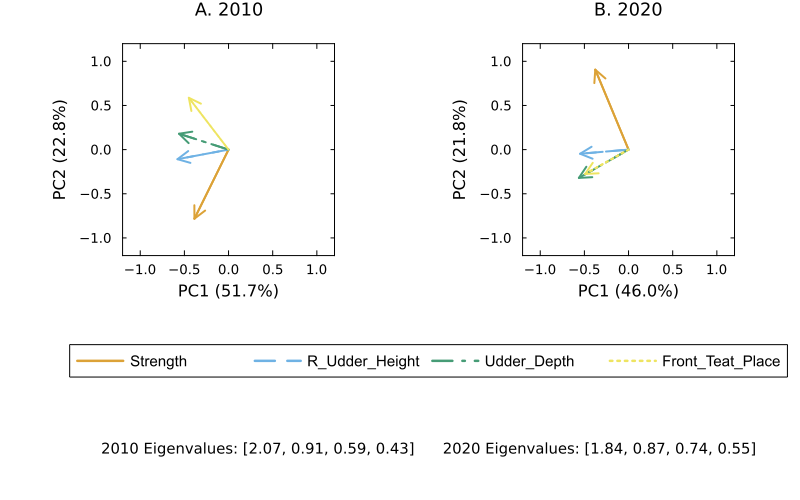 A. 2010
B. 2020
PC2 (22.8%)
1.0
0.5
0.0
−0.5
−1.0
−1.0 −0.5 0.0 0.5 1.0
PC1 (51.7%)
PC2 (21.8%)
1.0
0.5
0.0
−0.5
−1.0
−1.0 −0.5 0.0 0.5 1.0
PC1 (46.0%)
Strength R_Udder_Height Udder_Depth Front_Teat_Place
2010 Eigenvalues: [2.07, 0.91, 0.59, 0.43]
2020 Eigenvalues: [1.84, 0.87, 0.74, 0.55]